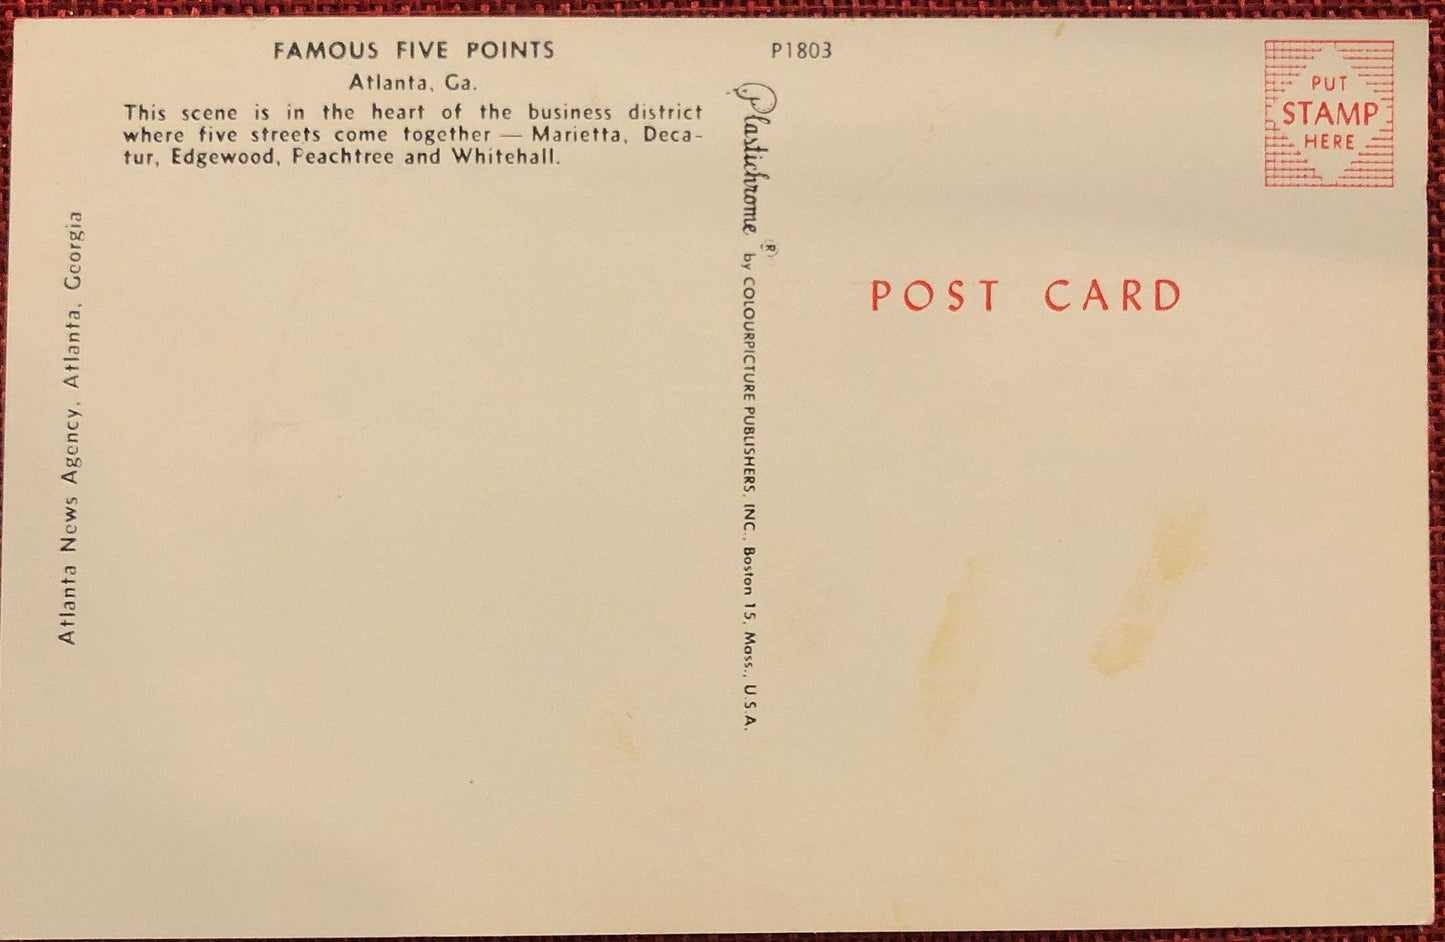 FAMOUS FIVE POINTS
Atlanta, Ga.
This scene is in the heart of the business district
where five streets come together — Marietta, Deca-
tur, Edgewood, Peachtree and Whitehall.
Atlanta News Agency, Atlanta, Georgia
P1803
Plastichrome ® by COLOURPICTURE PUBLISHERS, INC., Boston 15, Mass., U.S.A.
PUT
STAMP
HERE
POST CARD